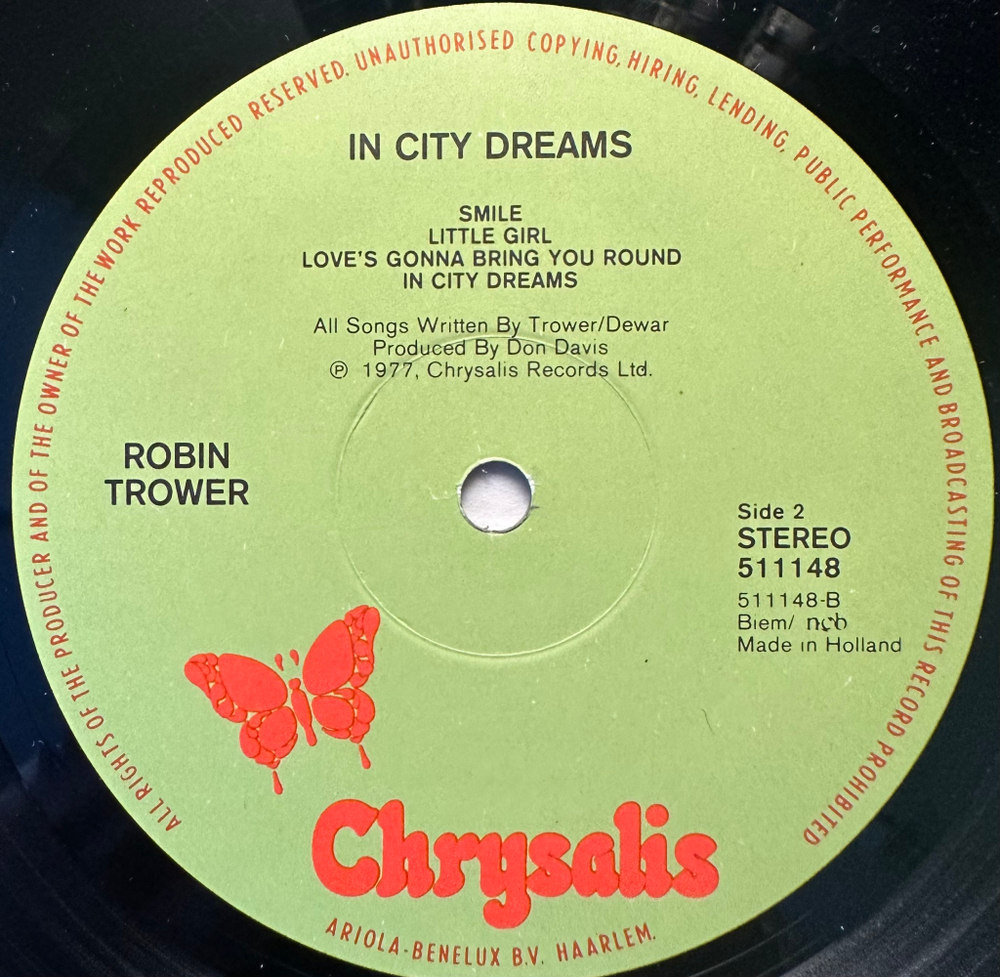 ALL RIGHTS OF THE PRODUCER AND OF THE OWNER OF THE WORK REPRODUCED RESERVED. UNAUTHORISED COPYING, HIRING, LENDING, PUBLIC PERFORMANCE AND BROADCASTING OF THIS RECORD PROHIBITED
IN CITY DREAMS
SMILE
LITTLE GIRL
LOVE'S GONNA BRING YOU ROUND
IN CITY DREAMS
All Songs Written By Trower/Dewar
Produced By Don Davis
℗ 1977, Chrysalis Records Ltd.
ROBIN
TROWER
Side 2
STEREO
511148
511148-B
Biem/ ncb
Made in Holland
Chrysalis
ARIOLA-BENELUX B.V. HAARLEM.